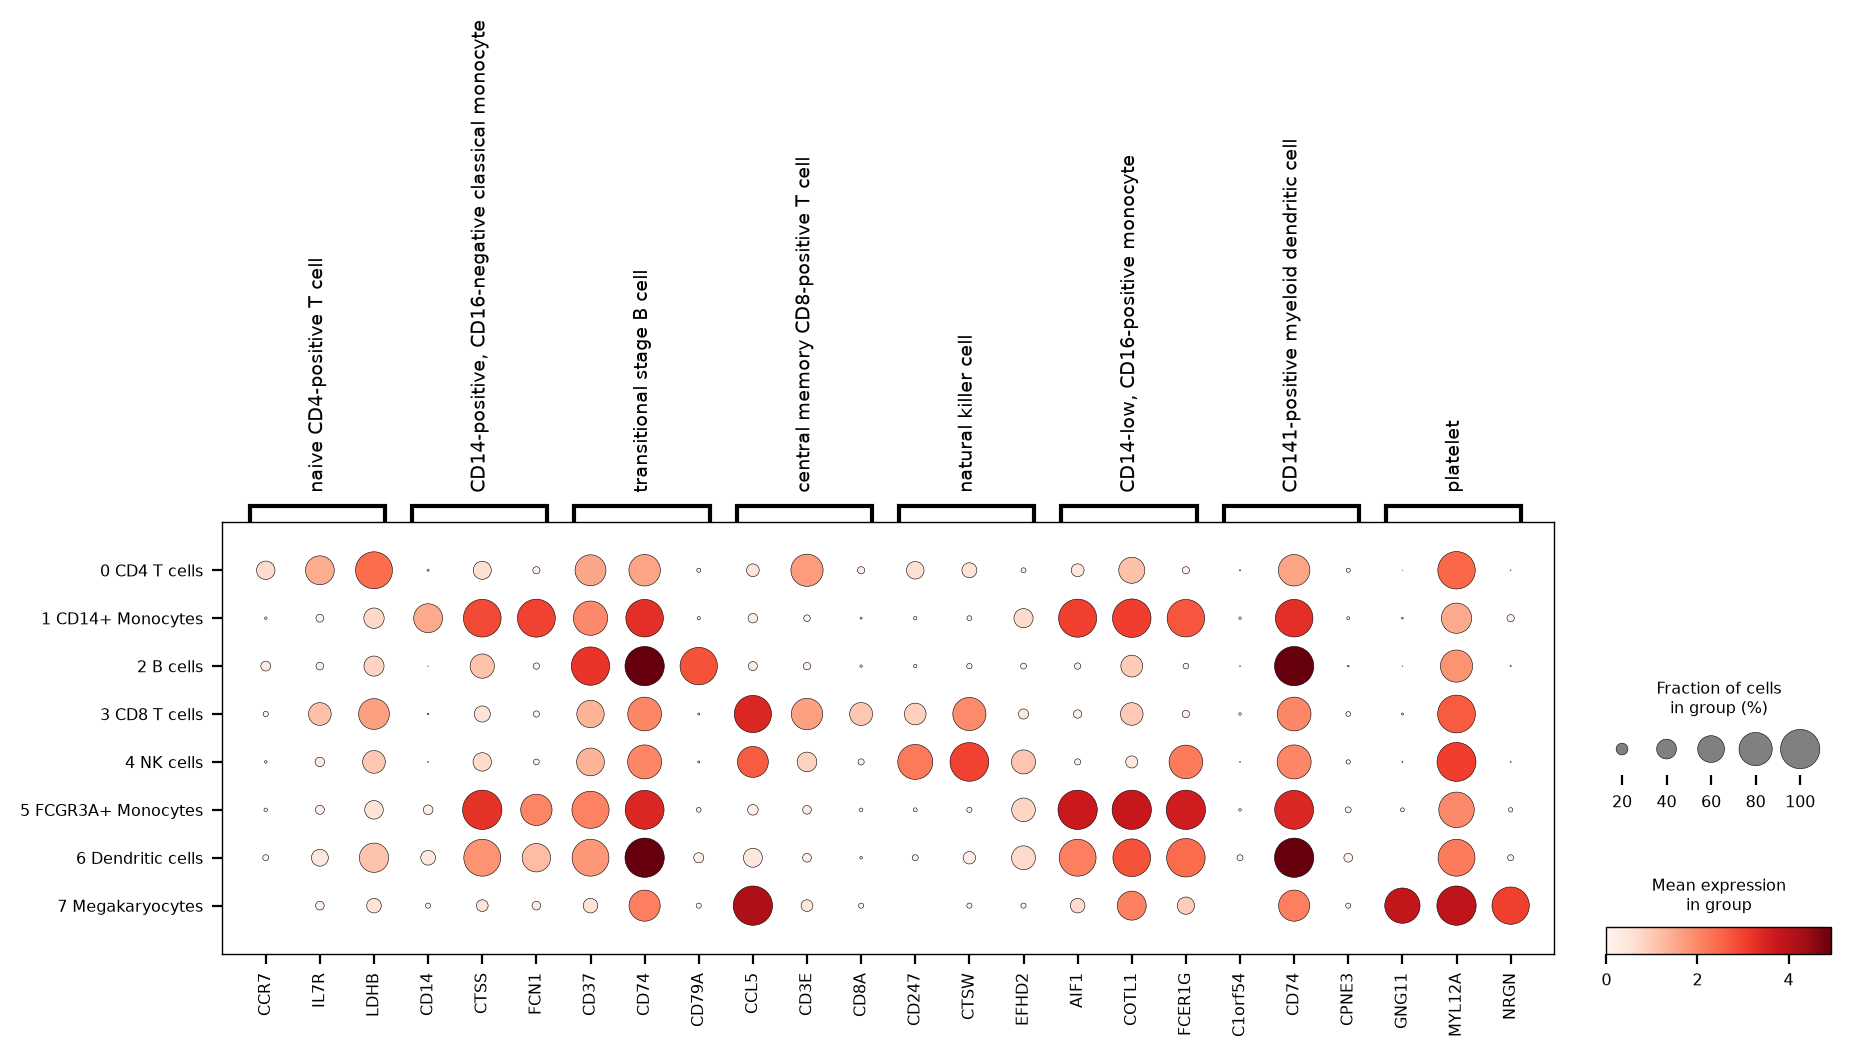 naive CD4-positive T cell
CD14-positive, CD16-negative classical monocyte
transitional stage B cell
central memory CD8-positive T cell
natural killer cell
CD14-low, CD16-positive monocyte
CD141-positive myeloid dendritic cell
platelet
0 CD4 T cells
1 CD14+ Monocytes
2 B cells
3 CD8 T cells
4 NK cells
5 FCGR3A+ Monocytes
6 Dendritic cells
7 Megakaryocytes
CCR7
IL7R
LDHB
CD14
CTSS
FCN1
CD37
CD74
CD79A
CCL5
CD3E
CD8A
CD247
CTSW
EFHD2
AIF1
COTL1
FCER1G
C1orf54
CD74
CPNE3
GNG11
MYL12A
NRGN
Fraction of cells
in group (%)
20 40 60 80 100
Mean expression
in group
0 2 4